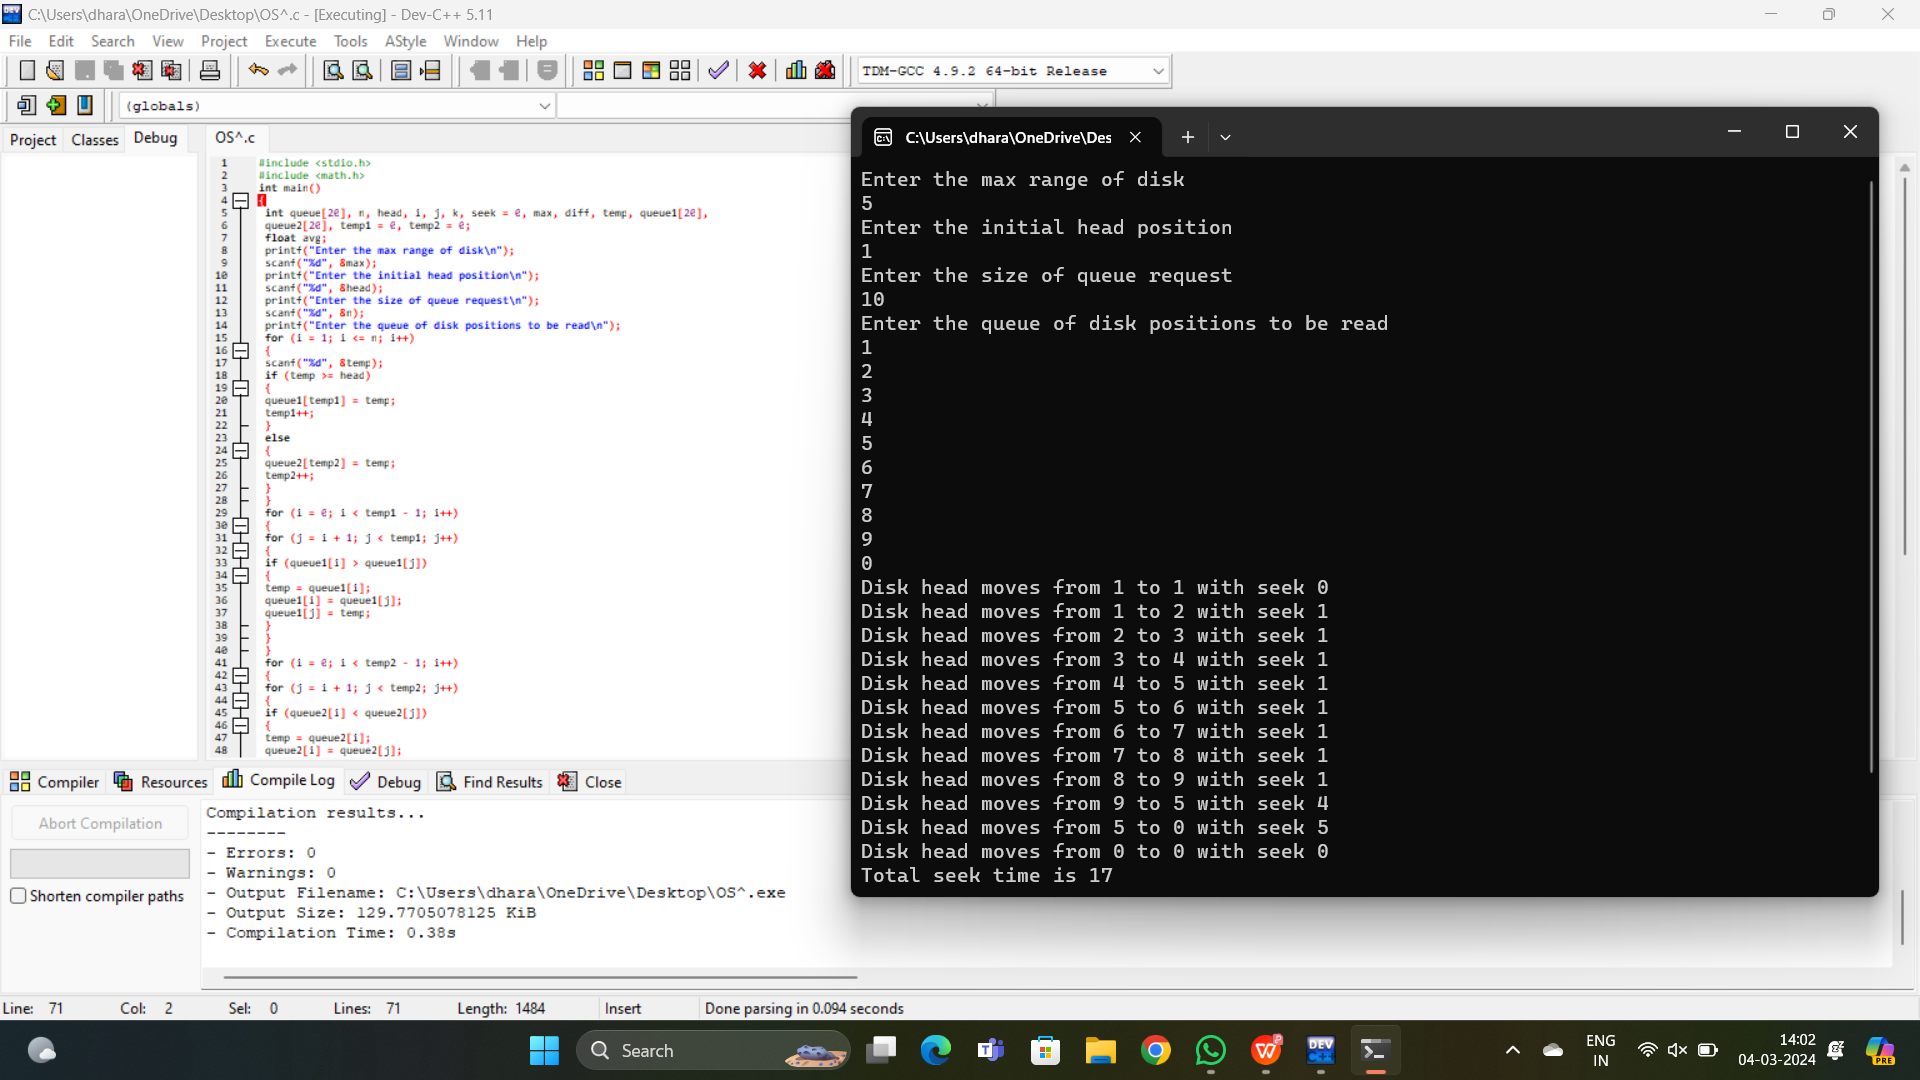 C:\Users\dhara\OneDrive\Desktop\OS^.c - [Executing] - Dev-C++ 5.11
File Edit Search View Project Execute Tools AStyle Window Help
TDM-GCC 4.9.2 64-bit Release
(globals)
Project Classes Debug
OS^.c
1 #include <stdio.h>
2 #include <math.h>
3 int main()
4 {
5 int queue[20], n, head, i, j, k, seek = 0, max, diff, temp, queue1[20],
6 queue2[20], temp1 = 0, temp2 = 0;
7 float avg;
8 printf("Enter the max range of disk\n");
9 scanf("%d", &max);
10 printf("Enter the initial head position\n");
11 scanf("%d", &head);
12 printf("Enter the size of queue request\n");
13 scanf("%d", &n);
14 printf("Enter the queue of disk positions to be read\n");
15 for (i = 1; i <= n; i++)
16 {
17 scanf("%d", &temp);
18 if (temp >= head)
19 {
20 queue1[temp1] = temp;
21 temp1++;
22 }
23 else
24 {
25 queue2[temp2] = temp;
26 temp2++;
27 }
28 }
29 for (i = 0; i < temp1 - 1; i++)
30 {
31 for (j = i + 1; j < temp1; j++)
32 {
33 if (queue1[i] > queue1[j])
34 {
35 temp = queue1[i];
36 queue1[i] = queue1[j];
37 queue1[j] = temp;
38 }
39 }
40 }
41 for (i = 0; i < temp2 - 1; i++)
42 {
43 for (j = i + 1; j < temp2; j++)
44 {
45 if (queue2[i] < queue2[j])
46 {
47 temp = queue2[i];
48 queue2[i] = queue2[j];
C:\Users\dhara\OneDrive\Des
Enter the max range of disk
5
Enter the initial head position
1
Enter the size of queue request
10
Enter the queue of disk positions to be read
1
2
3
4
5
6
7
8
9
0
Disk head moves from 1 to 1 with seek 0
Disk head moves from 1 to 2 with seek 1
Disk head moves from 2 to 3 with seek 1
Disk head moves from 3 to 4 with seek 1
Disk head moves from 4 to 5 with seek 1
Disk head moves from 5 to 6 with seek 1
Disk head moves from 6 to 7 with seek 1
Disk head moves from 7 to 8 with seek 1
Disk head moves from 8 to 9 with seek 1
Disk head moves from 9 to 5 with seek 4
Disk head moves from 5 to 0 with seek 5
Disk head moves from 0 to 0 with seek 0
Total seek time is 17
Compiler Resources Compile Log Debug Find Results Close
Abort Compilation
Shorten compiler paths
Compilation results...
--------
- Errors: 0
- Warnings: 0
- Output Filename: C:\Users\dhara\OneDrive\Desktop\OS^.exe
- Output Size: 129.7705078125 KiB
- Compilation Time: 0.38s
Line: 71 Col: 2 Sel: 0 Lines: 71 Length: 1484 Insert Done parsing in 0.094 seconds
Search
DEV
ENG
IN
14:02
04-03-2024
PRE